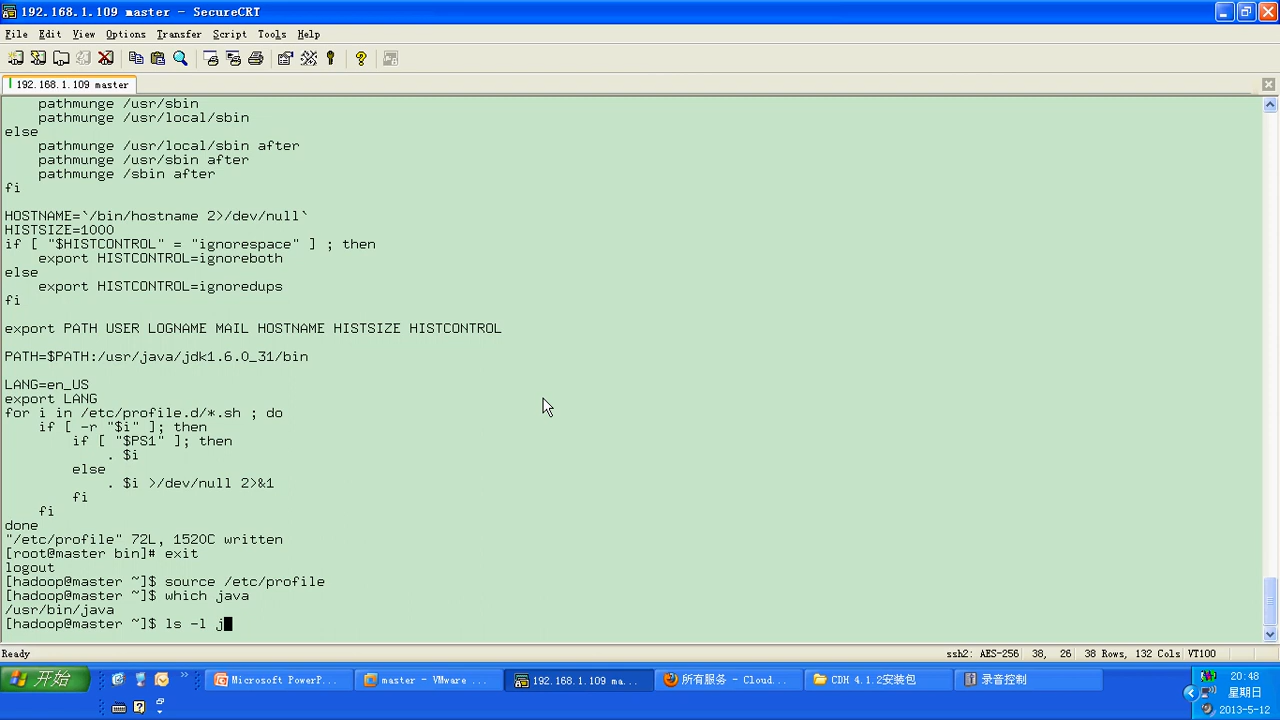 192.168.1.109 master - SecureCRT
File Edit View Options Transfer Script Tools Help
192.168.1.109 master
pathmunge /usr/sbin
pathmunge /usr/local/sbin
else
pathmunge /usr/local/sbin after
pathmunge /usr/sbin after
pathmunge /sbin after
fi
HOSTNAME=`/bin/hostname 2>/dev/null`
HISTSIZE=1000
if [ "$HISTCONTROL" = "ignorespace" ] ; then
export HISTCONTROL=ignoreboth
else
export HISTCONTROL=ignoredups
fi
export PATH USER LOGNAME MAIL HOSTNAME HISTSIZE HISTCONTROL
PATH=$PATH:/usr/java/jdk1.6.0_31/bin
LANG=en_US
export LANG
for i in /etc/profile.d/*.sh ; do
if [ -r "$i" ]; then
if [ "$PS1" ]; then
. $i
else
. $i >/dev/null 2>&1
fi
fi
done
"/etc/profile" 72L, 1520C written
[root@master bin]# exit
logout
[hadoop@master ~]$ source /etc/profile
[hadoop@master ~]$ which java
/usr/bin/java
[hadoop@master ~]$ ls -l j
Ready ssh2: AES-256 38, 26 38 Rows, 132 Cols VT100
开始 Microsoft PowerP... master - VMware ... 192.168.1.109 ma... 所有服务 - Cloud... CDH 4.1.2安装包 录音控制 20:48
星期日
2013-5-12